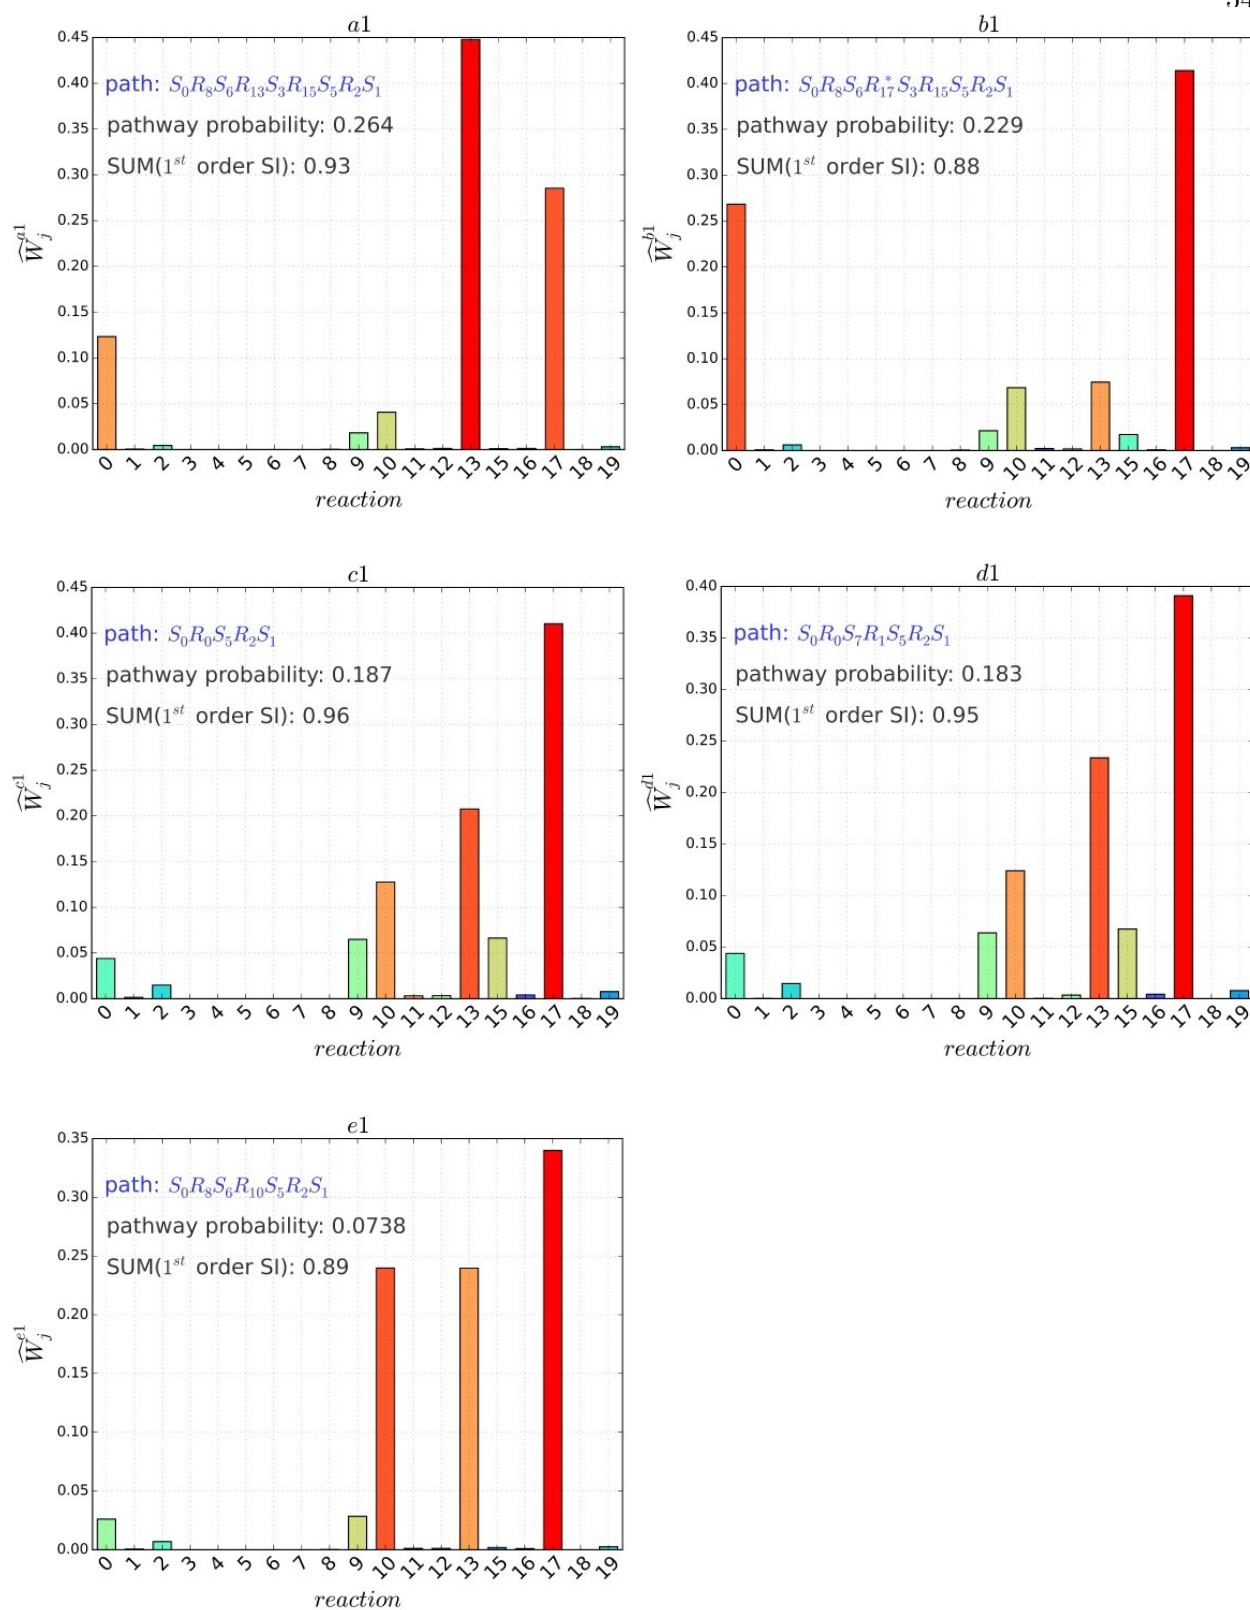 a1
0.45
0.40
0.35
0.30
0.25
0.20
0.15
0.10
0.05
0.00
path: S₀R₈S₆R₁₃S₃R₁₅S₅R₂S₁
pathway probability: 0.264
SUM(1ˢᵗ order SI): 0.93
Ŵⱼᵃ¹
0 1 2 3 4 5 6 7 8 9 10 11 12 13 15 16 17 18 19
reaction
b1
0.45
0.40
0.35
0.30
0.25
0.20
0.15
0.10
0.05
0.00
path: S₀R₈S₆R₁₇*S₃R₁₅S₅R₂S₁
pathway probability: 0.229
SUM(1ˢᵗ order SI): 0.88
Ŵⱼᵇ¹
0 1 2 3 4 5 6 7 8 9 10 11 12 13 15 16 17 18 19
reaction
c1
0.45
0.40
0.35
0.30
0.25
0.20
0.15
0.10
0.05
0.00
path: S₀R₀S₅R₂S₁
pathway probability: 0.187
SUM(1ˢᵗ order SI): 0.96
Ŵⱼᶜ¹
0 1 2 3 4 5 6 7 8 9 10 11 12 13 15 16 17 18 19
reaction
d1
0.40
0.35
0.30
0.25
0.20
0.15
0.10
0.05
0.00
path: S₀R₀S₇R₁S₅R₂S₁
pathway probability: 0.183
SUM(1ˢᵗ order SI): 0.95
Ŵⱼᵈ¹
0 1 2 3 4 5 6 7 8 9 10 11 12 13 15 16 17 18 19
reaction
e1
0.35
0.30
0.25
0.20
0.15
0.10
0.05
0.00
path: S₀R₈S₆R₁₀S₅R₂S₁
pathway probability: 0.0738
SUM(1ˢᵗ order SI): 0.89
Ŵⱼᵉ¹
0 1 2 3 4 5 6 7 8 9 10 11 12 13 15 16 17 18 19
reaction